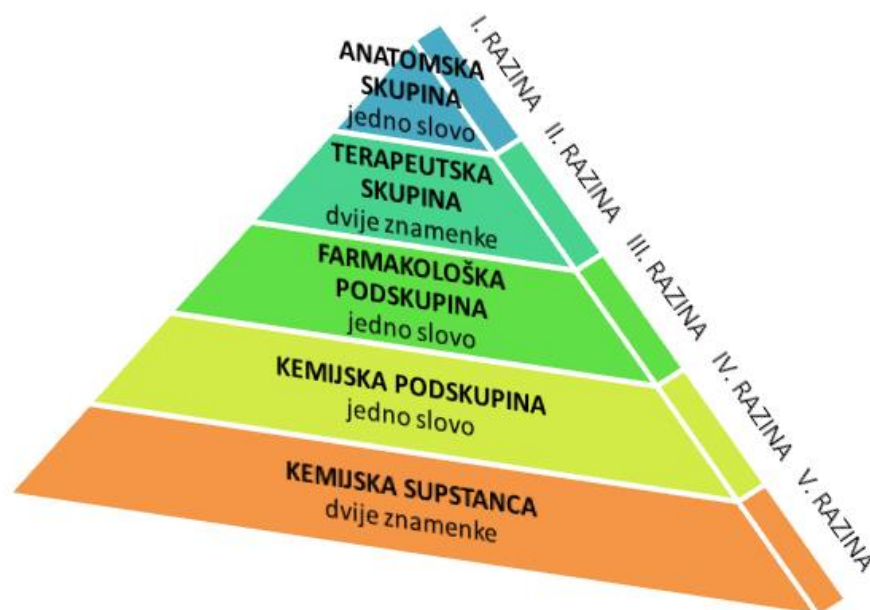 ANATOMSKA
SKUPINA
jedno slovo
I. RAZINA
TERAPEUTSKA
SKUPINA
dvije znamenke
II. RAZINA
FARMAKOLOŠKA
PODSKUPINA
jedno slovo
III. RAZINA
KEMIJSKA PODSKUPINA
jedno slovo
IV. RAZINA
KEMIJSKA SUPSTANCA
dvije znamenke
V. RAZINA